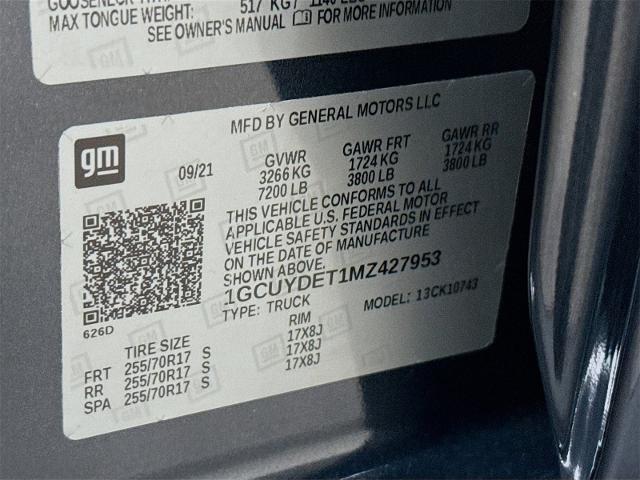 MAX TONGUE WEIGHT: 517 KG /
SEE OWNER'S MANUAL FOR MORE INFORMATION
MFD BY GENERAL MOTORS LLC
gm
09/21
GVWR GAWR FRT GAWR RR
3266 KG 1724 KG 1724 KG
7200 LB 3800 LB 3800 LB
THIS VEHICLE CONFORMS TO ALL
APPLICABLE U.S. FEDERAL MOTOR
VEHICLE SAFETY STANDARDS IN EFFECT
ON THE DATE OF MANUFACTURE
SHOWN ABOVE.
1GCUYDET1MZ427953
TYPE: TRUCK MODEL: 13CK10743
626D
TIRE SIZE RIM
FRT 255/70R17 S 17X8J
RR 255/70R17 S 17X8J
SPA 255/70R17 S 17X8J